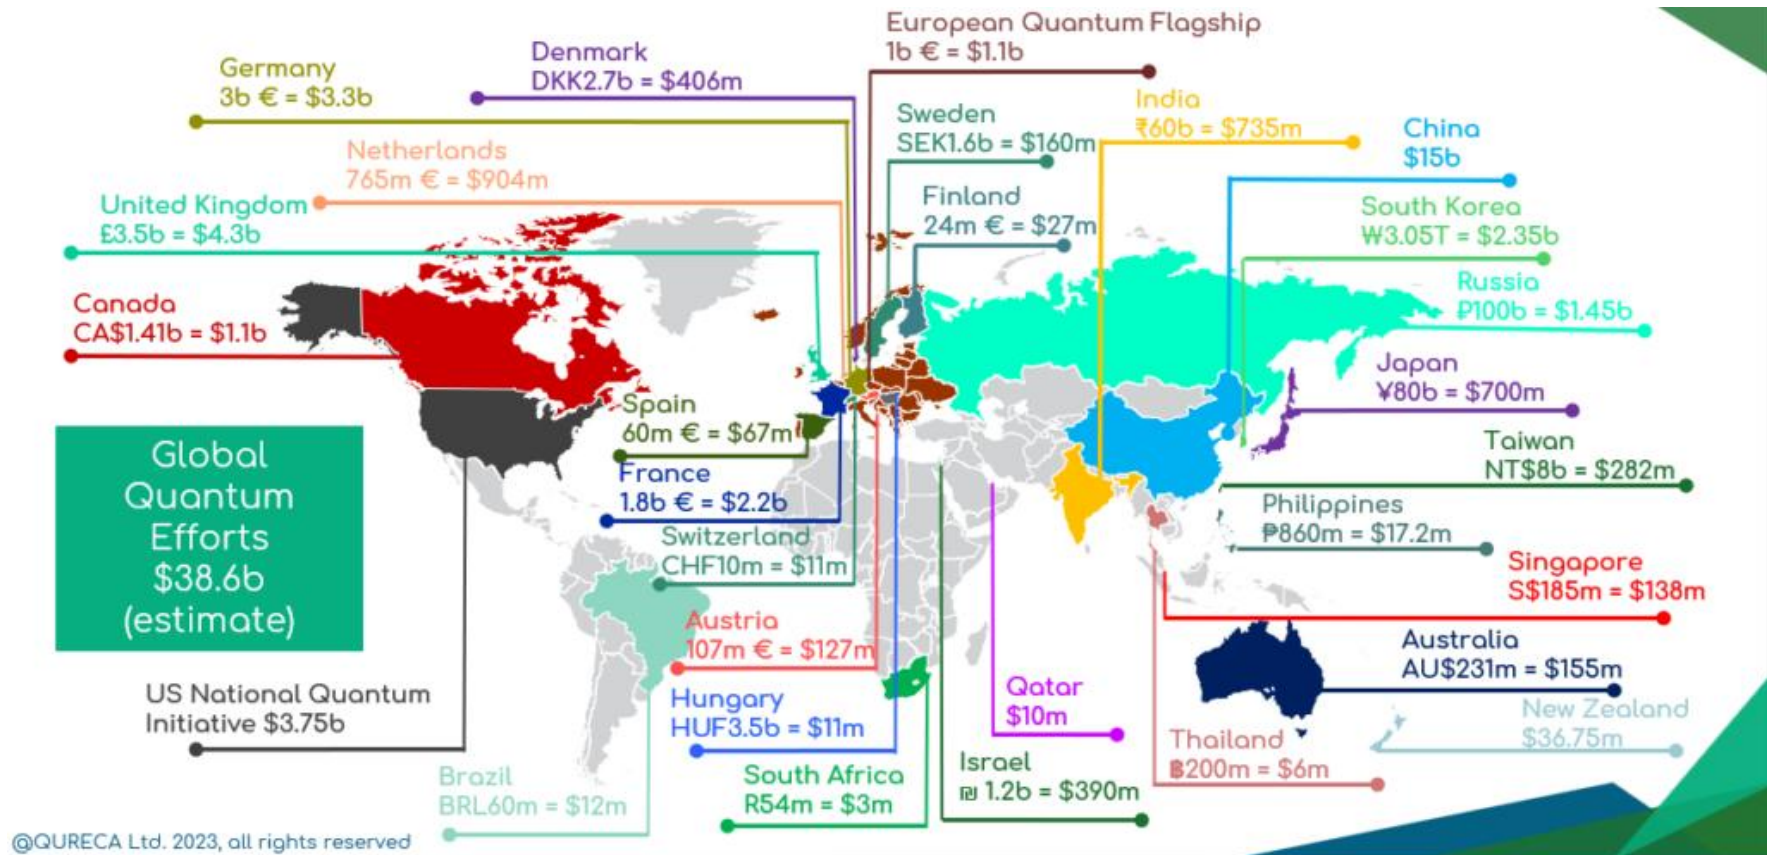 European Quantum Flagship
1b € = $1.1b
Denmark
DKK2.7b = $406m
Germany
3b € = $3.3b
Sweden
SEK1.6b = $160m
India
₹60b = $735m
China
$15b
Netherlands
765m € = $904m
Finland
24m € = $27m
United Kingdom
£3.5b = $4.3b
South Korea
₩3.05T = $2.35b
Canada
CA$1.41b = $1.1b
Russia
₽100b = $1.45b
Japan
¥80b = $700m
Spain
60m € = $67m
Global
Quantum
Efforts
$38.6b
(estimate)
France
1.8b € = $2.2b
Taiwan
NT$8b = $282m
Philippines
₱860m = $17.2m
Switzerland
CHF10m = $11m
Singapore
S$185m = $138m
Austria
107m € = $127m
Australia
AU$231m = $155m
US National Quantum
Initiative $3.75b
Hungary
HUF3.5b = $11m
Qatar
$10m
New Zealand
$36.75m
Thailand
฿200m = $6m
Brazil
BRL60m = $12m
South Africa
R54m = $3m
Israel
₪ 1.2b = $390m
@QURECA Ltd. 2023, all rights reserved